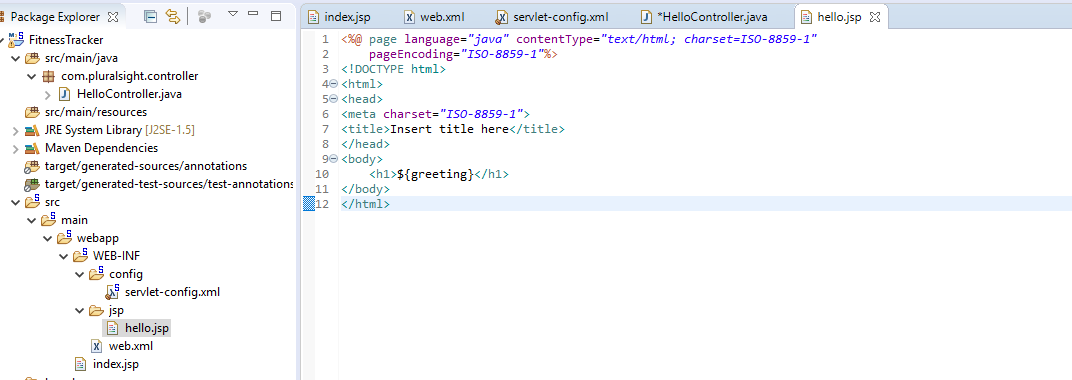 Package Explorer
FitnessTracker
src/main/java
com.pluralsight.controller
HelloController.java
src/main/resources
JRE System Library [J2SE-1.5]
Maven Dependencies
target/generated-sources/annotations
target/generated-test-sources/test-annotations
src
main
webapp
WEB-INF
config
servlet-config.xml
jsp
hello.jsp
web.xml
index.jsp
index.jsp web.xml servlet-config.xml *HelloController.java hello.jsp
1 <%@ page language="java" contentType="text/html; charset=ISO-8859-1"
2 pageEncoding="ISO-8859-1"%>
3 <!DOCTYPE html>
4 <html>
5 <head>
6 <meta charset="ISO-8859-1">
7 <title>Insert title here</title>
8 </head>
9 <body>
10 <h1>${greeting}</h1>
11 </body>
12 </html>